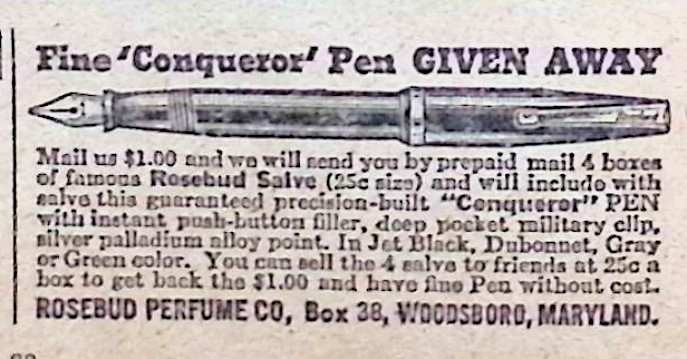 Fine 'Conqueror' Pen GIVEN AWAY
Mail us $1.00 and we will send you by prepaid mail 4 boxes
of famous Rosebud Salve (25c size) and will include with
salve this guaranteed precision-built "Conqueror" PEN
with instant push-button filler, deep pocket military clip,
silver palladium alloy point. In Jet Black, Dubonnet, Gray
or Green color. You can sell the 4 salve to friends at 25c a
box to get back the $1.00 and have fine Pen without cost.
ROSEBUD PERFUME CO, Box 38, WOODSBORO, MARYLAND.